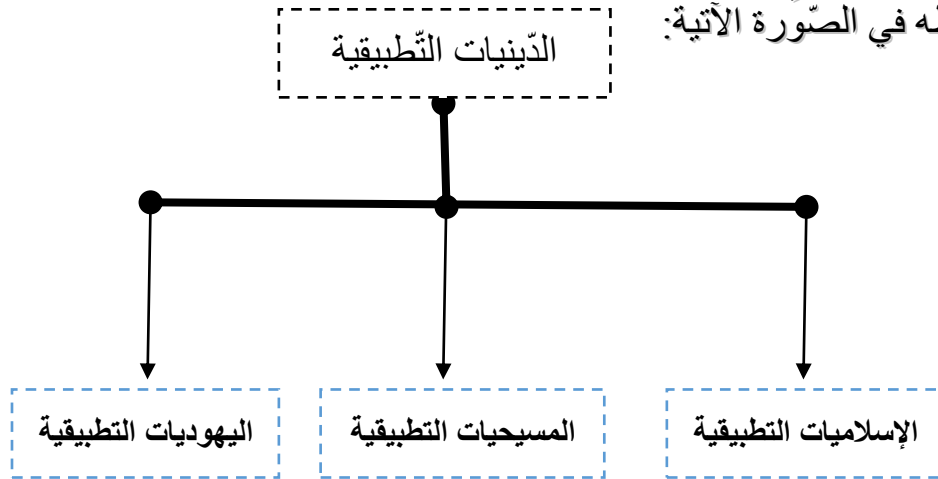 في الصّورة الآتية:
الدّينيات التّطبيقية
الإسلاميات التطبيقية
المسيحيات التطبيقية
اليهوديات التطبيقية